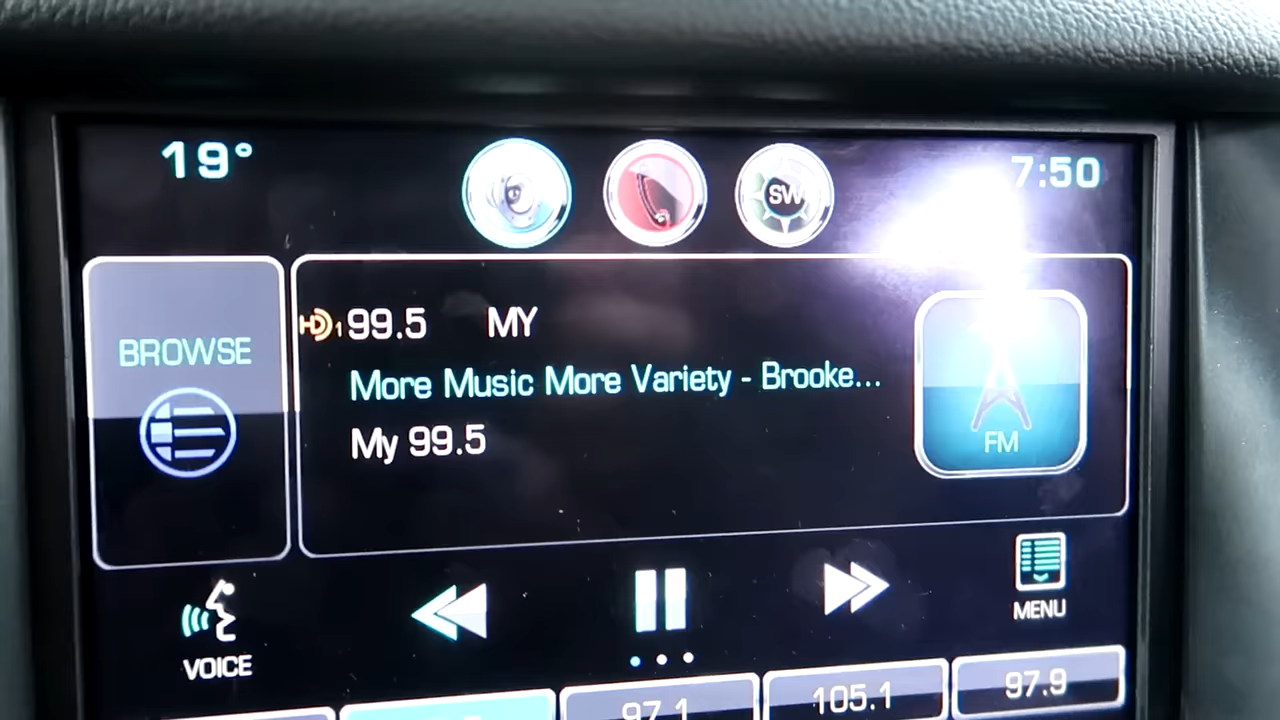 19°
SW
7:50
BROWSE
HD1 99.5 MY
More Music More Variety - Brooke...
My 99.5
FM
VOICE
MENU
97.1
105.1
97.9